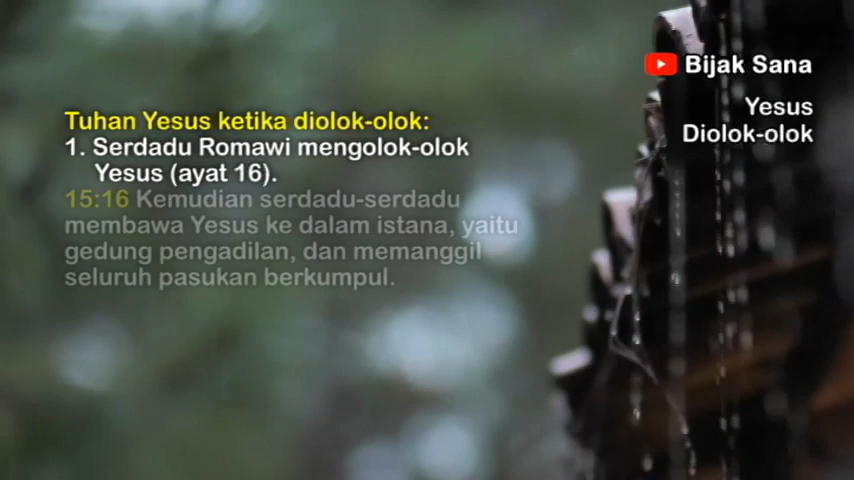 Bijak Sana
Yesus
Diolok-olok
Tuhan Yesus ketika diolok-olok:
1. Serdadu Romawi mengolok-olok
Yesus (ayat 16).
15:16 Kemudian serdadu-serdadu
membawa Yesus ke dalam istana, yaitu
gedung pengadilan, dan memanggil
seluruh pasukan berkumpul.